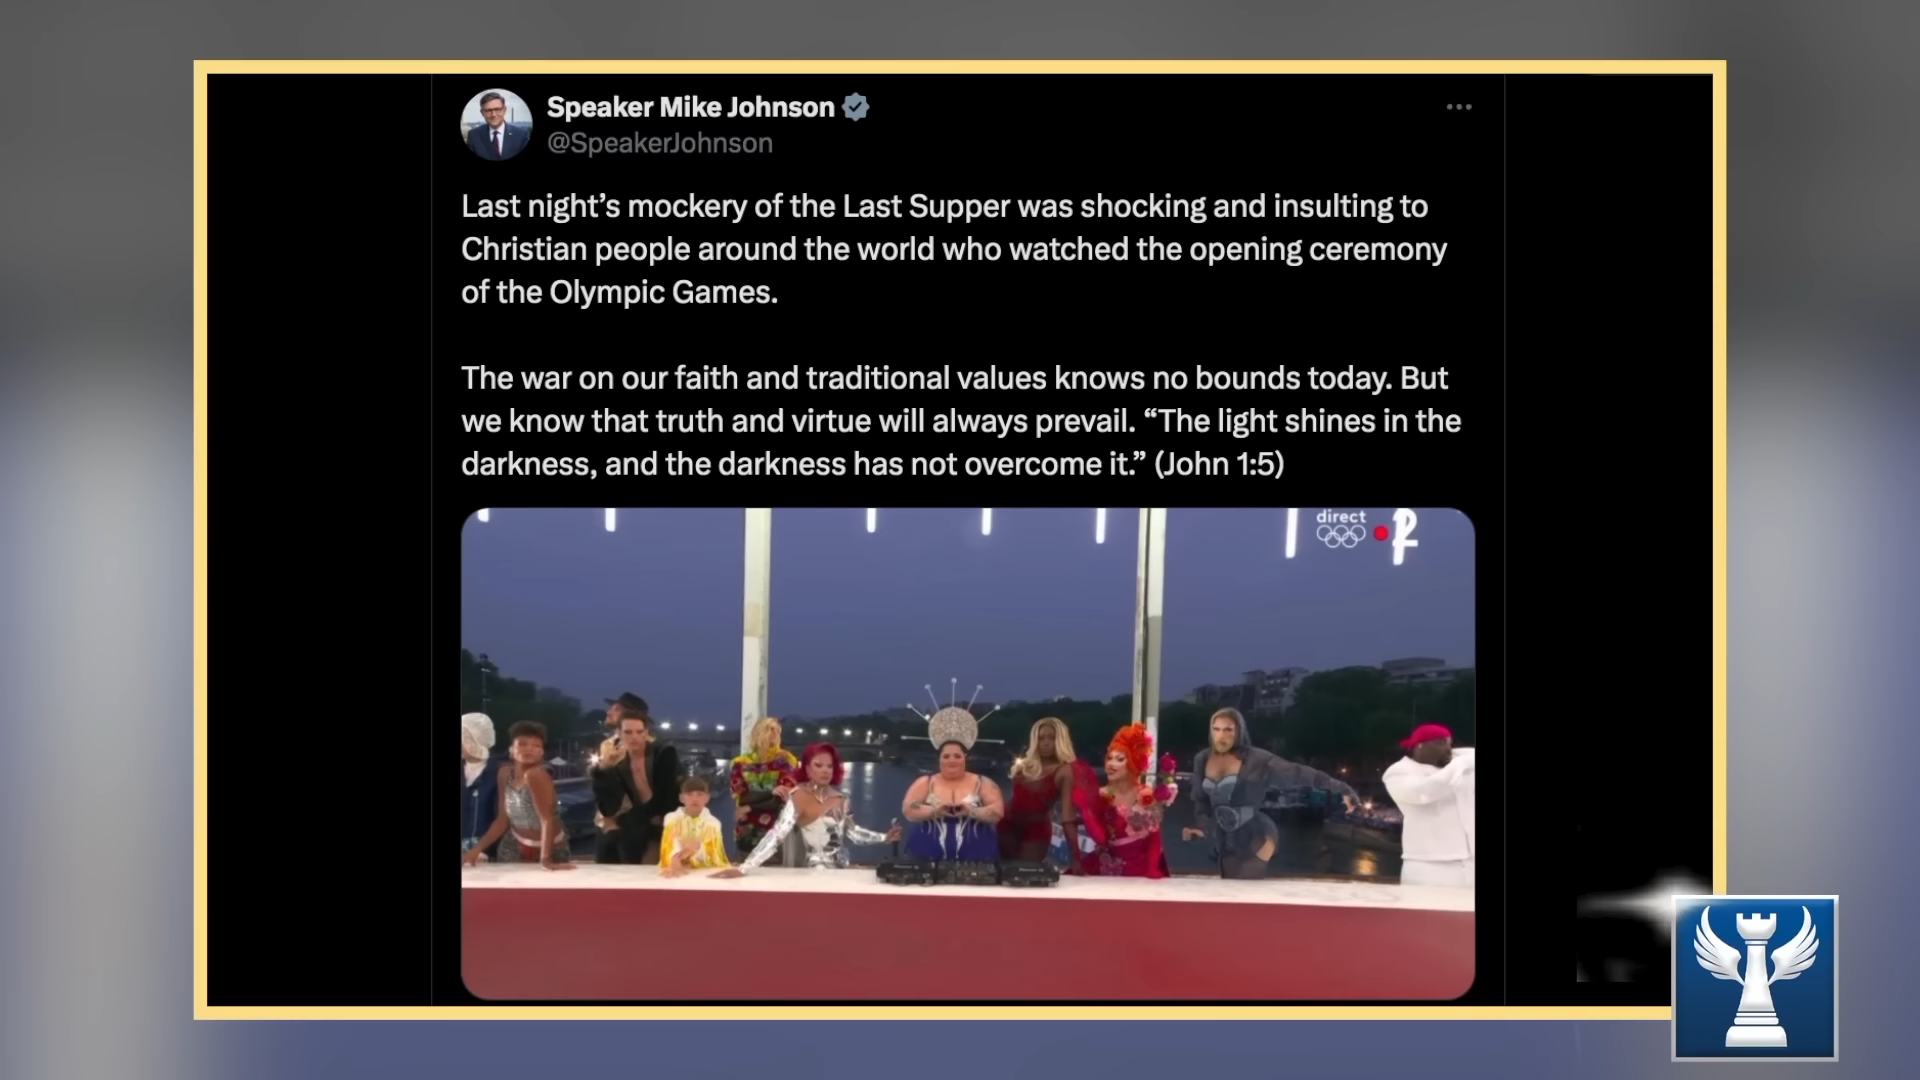 Speaker Mike Johnson
@SpeakerJohnson
Last night’s mockery of the Last Supper was shocking and insulting to
Christian people around the world who watched the opening ceremony
of the Olympic Games.
The war on our faith and traditional values knows no bounds today. But
we know that truth and virtue will always prevail. “The light shines in the
darkness, and the darkness has not overcome it.” (John 1:5)
direct
2